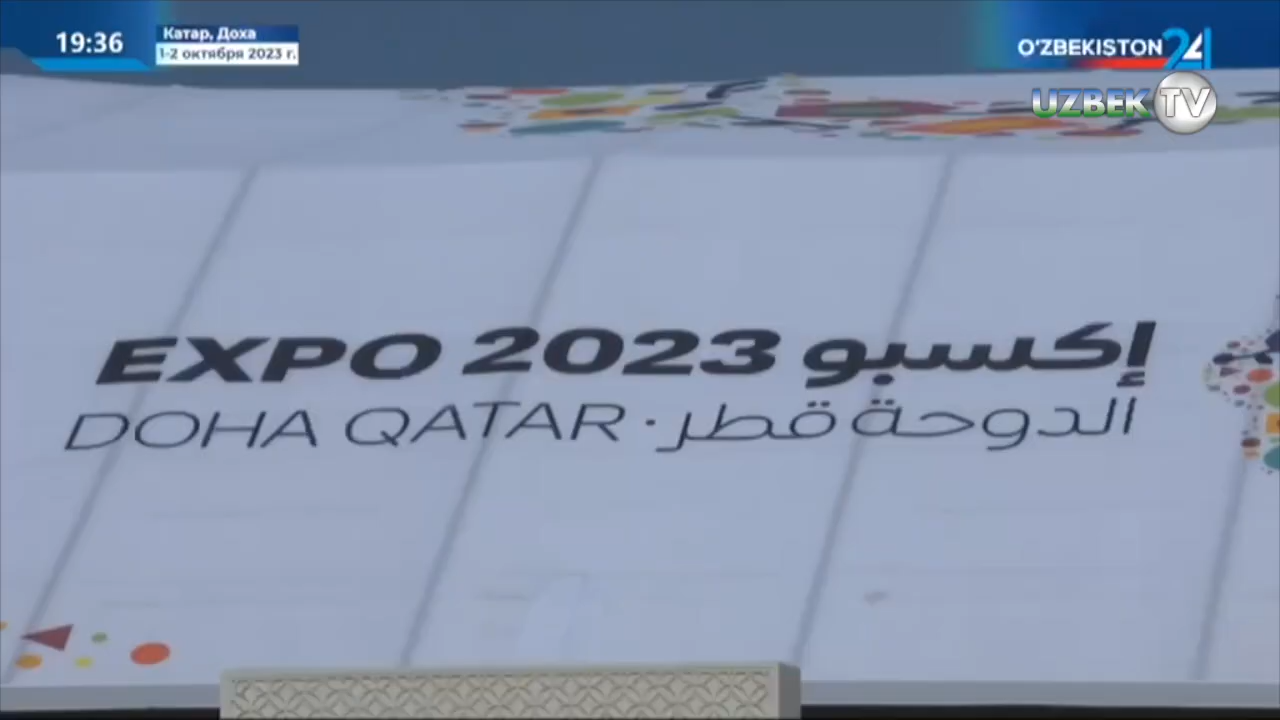 19:36
Катар, Доха
1-2 октября 2023 г.
O'ZBEKISTON 24
UZBEK TV
EXPO 2023 إكسبو
DOHA QATAR · الدوحة قطر